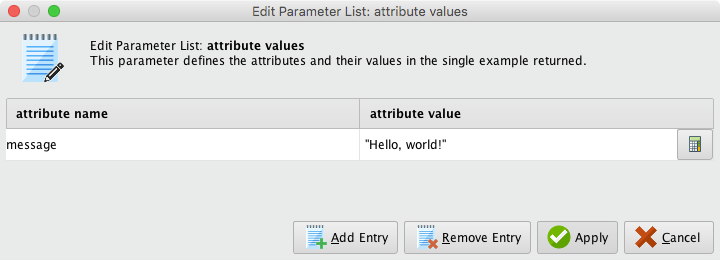 Edit Parameter List: attribute values
Edit Parameter List: attribute values
This parameter defines the attributes and their values in the single example returned.
attribute name attribute value
message "Hello, world!"
Add Entry Remove Entry Apply Cancel